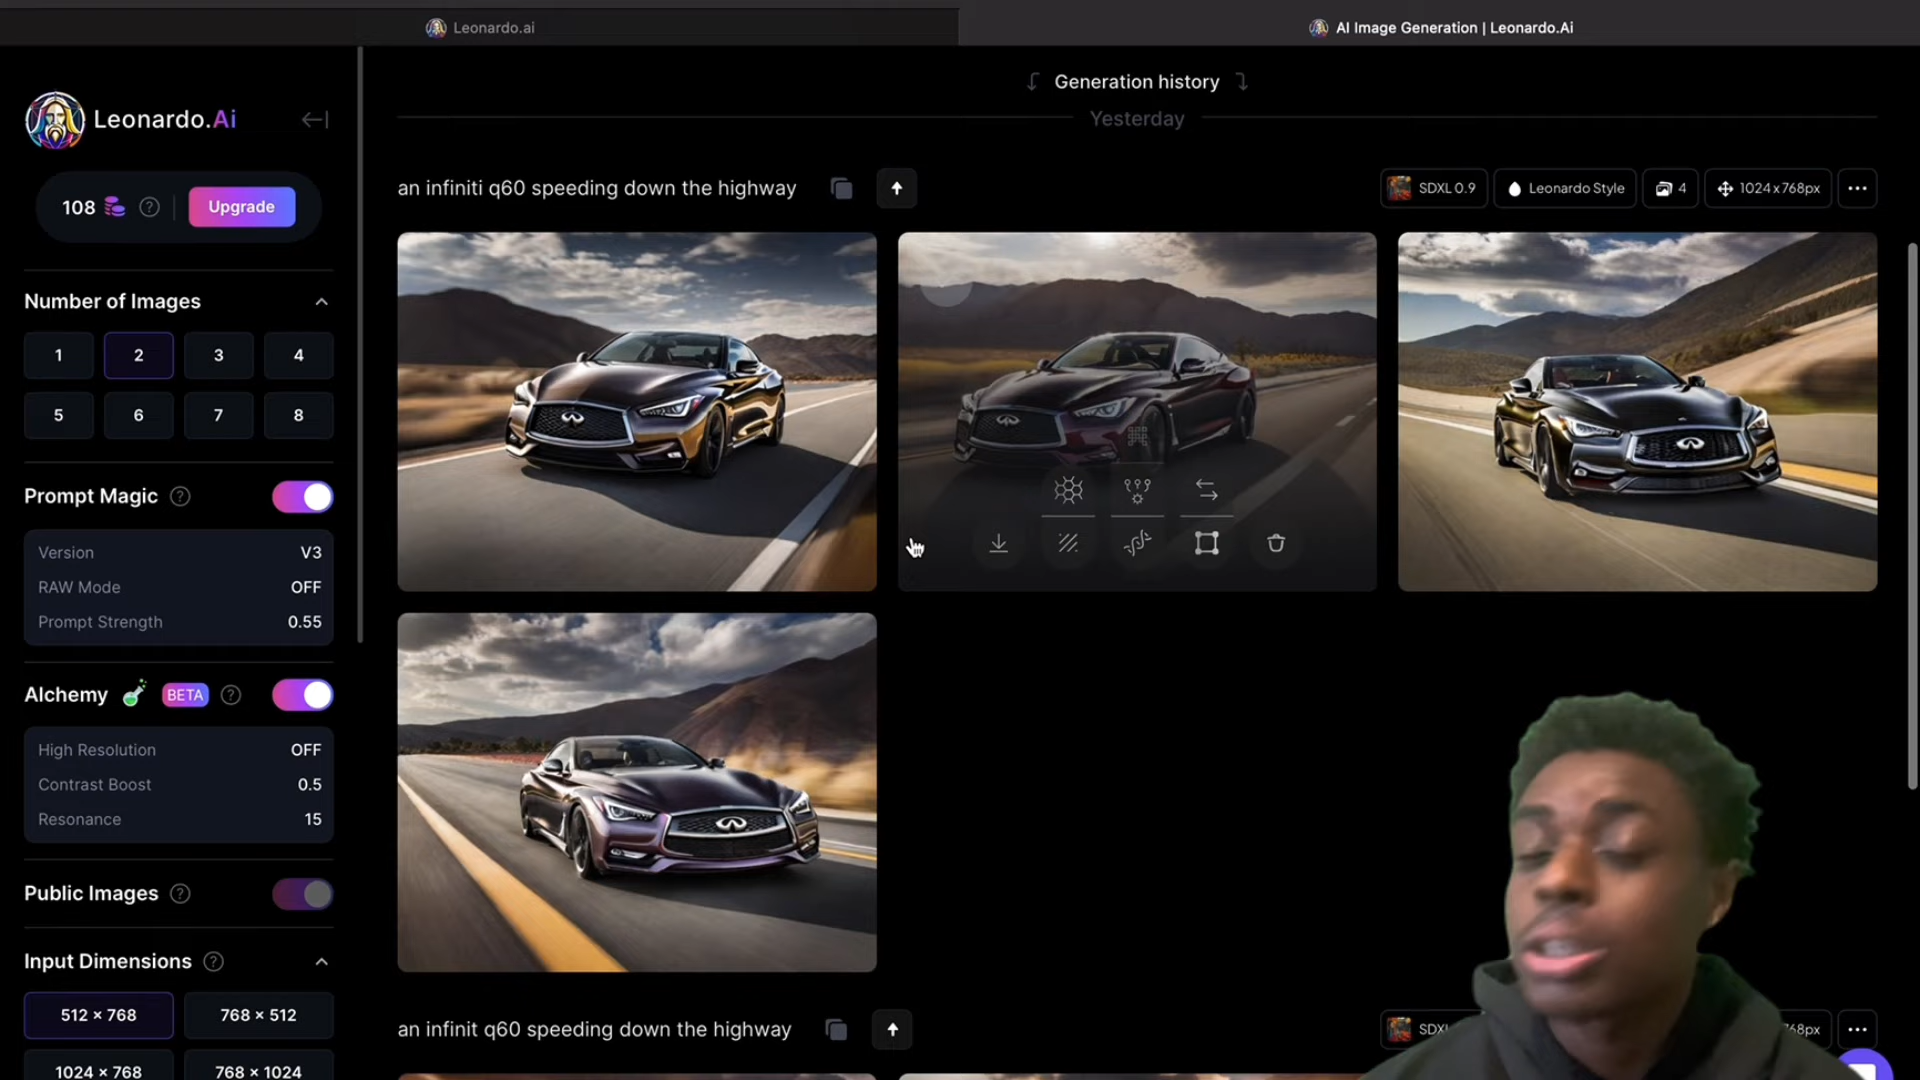 Leonardo.ai
AI Image Generation | Leonardo.Ai
Generation history
Yesterday
Leonardo.Ai
108
Upgrade
an infiniti q60 speeding down the highway
SDXL 0.9
Leonardo Style
4
1024 x 768px
Number of Images
1 2 3 4
5 6 7 8
Prompt Magic
Version V3
RAW Mode OFF
Prompt Strength 0.55
Alchemy BETA
High Resolution OFF
Contrast Boost 0.5
Resonance 15
Public Images
Input Dimensions
512 × 768
768 × 512
1024 × 768
768 × 1024
an infinit q60 speeding down the highway